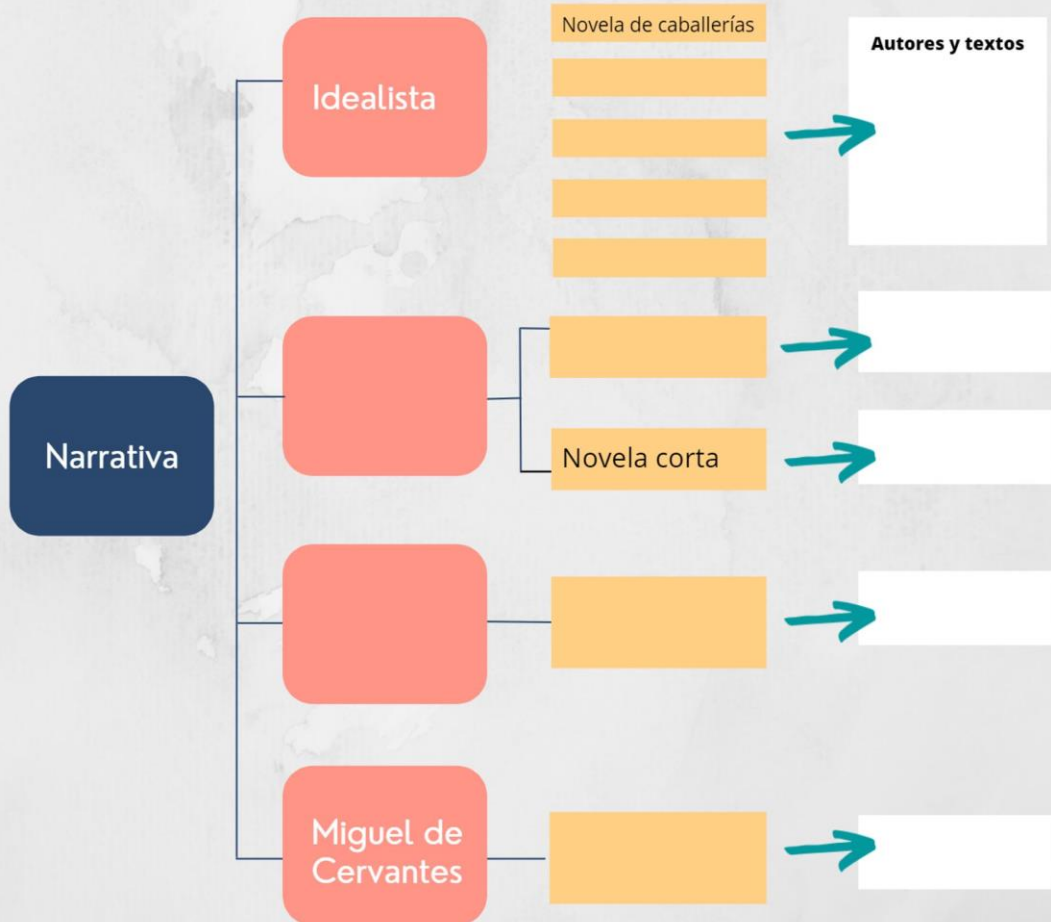 Novela de caballerías
Autores y textos
Idealista
Narrativa
Novela corta
Miguel de
Cervantes